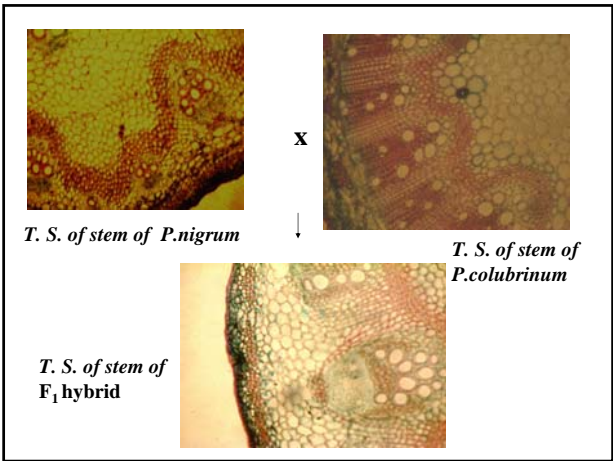 x
T. S. of stem of P.nigrum
T. S. of stem of
P.colubrinum
T. S. of stem of
F₁ hybrid